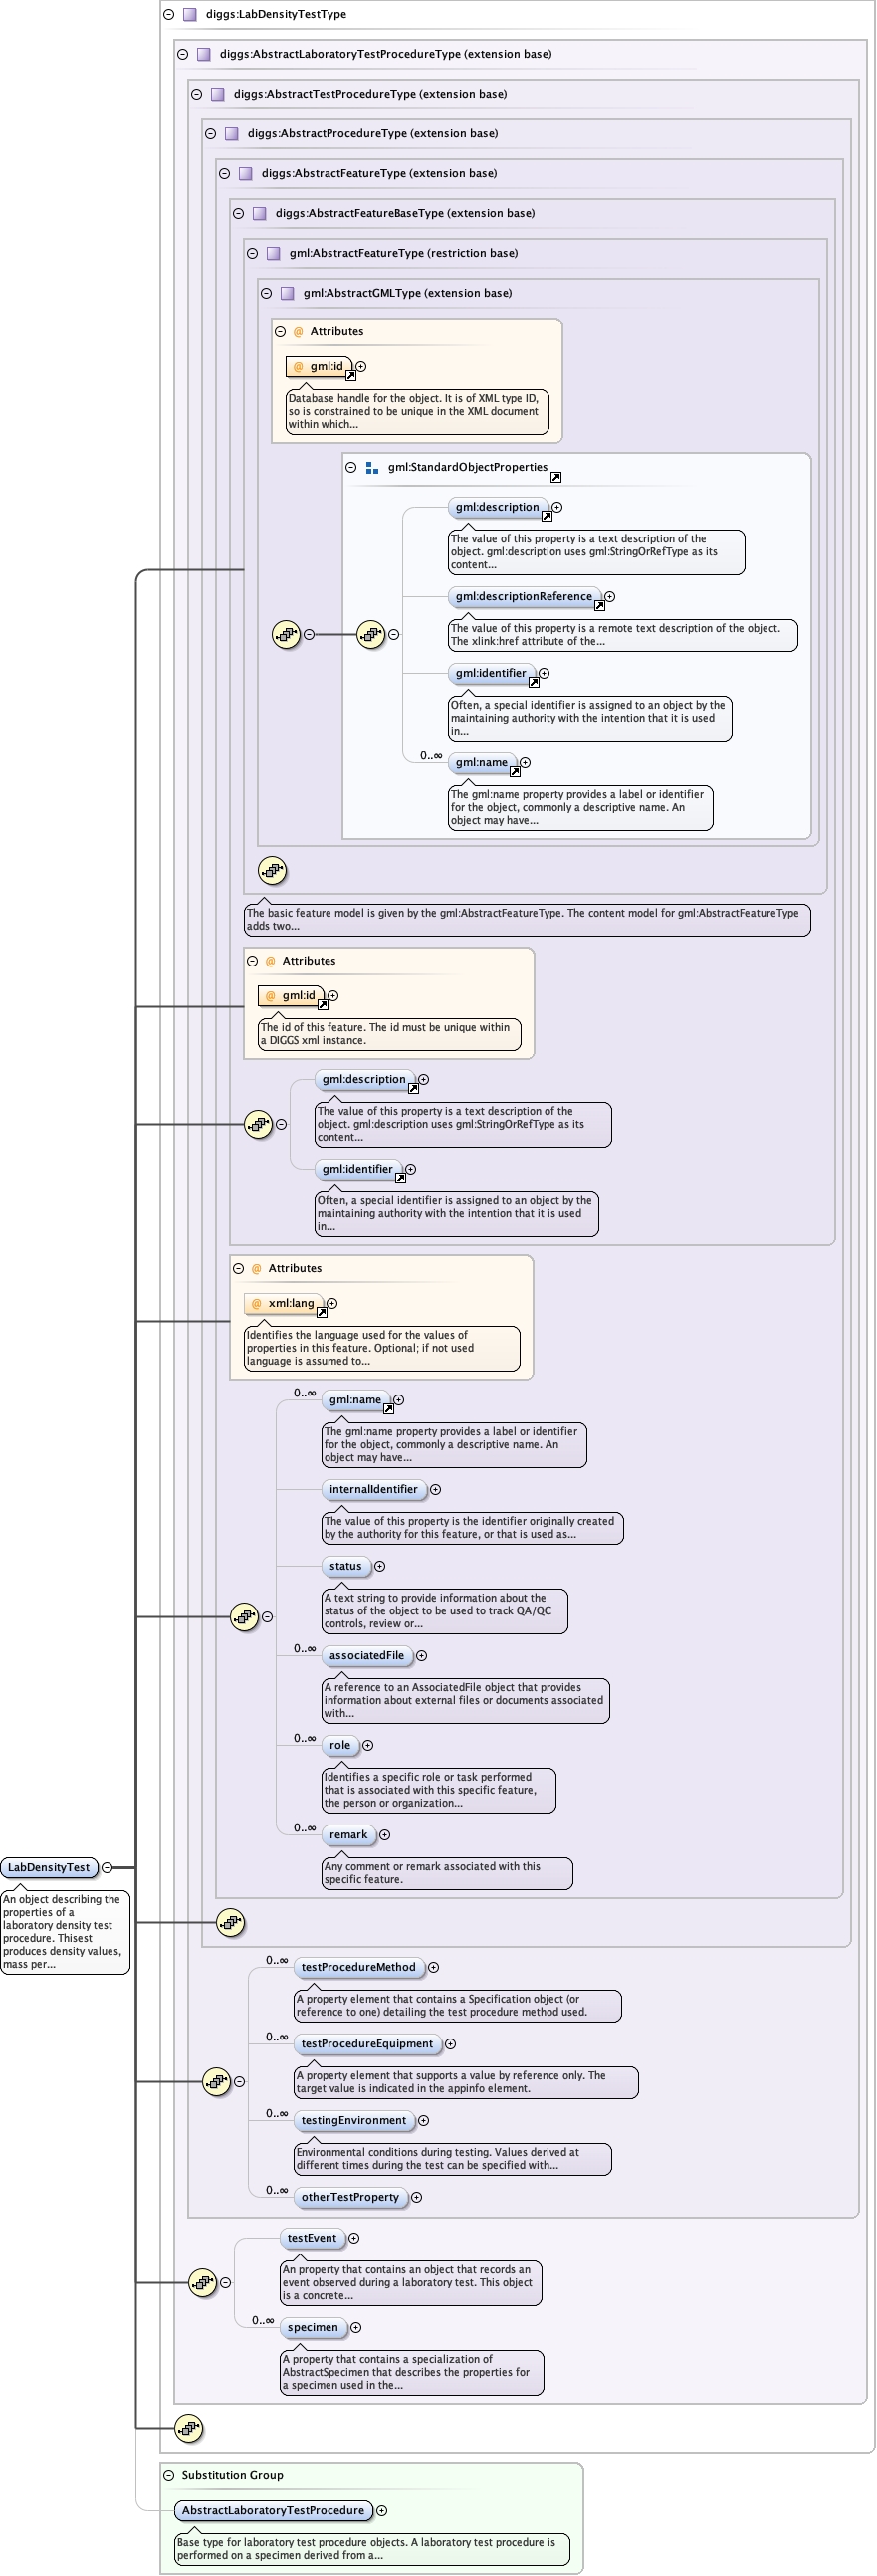 diggs:LabDensityTestType
diggs:AbstractLaboratoryTestProcedureType (extension base)
diggs:AbstractTestProcedureType (extension base)
diggs:AbstractProcedureType (extension base)
diggs:AbstractFeatureType (extension base)
diggs:AbstractFeatureBaseType (extension base)
gml:AbstractFeatureType (restriction base)
gml:AbstractGMLType (extension base)
@ Attributes
@ gml:id
Database handle for the object. It is of XML type ID,
so is constrained to be unique in the XML document
within which...
gml:StandardObjectProperties
gml:description
The value of this property is a text description of the
object. gml:description uses gml:StringOrRefType as its
content...
gml:descriptionReference
The value of this property is a remote text description of the object.
The xlink:href attribute of the...
gml:identifier
Often, a special identifier is assigned to an object by the
maintaining authority with the intention that it is used
in...
0..∞
gml:name
The gml:name property provides a label or identifier
for the object, commonly a descriptive name. An
object may have...
The basic feature model is given by the gml:AbstractFeatureType. The content model for gml:AbstractFeatureType
adds two...
@ Attributes
@ gml:id
The id of this feature. The id must be unique within
a DIGGS xml instance.
gml:description
The value of this property is a text description of the
object. gml:description uses gml:StringOrRefType as its
content...
gml:identifier
Often, a special identifier is assigned to an object by the
maintaining authority with the intention that it is used
in...
@ Attributes
@ xml:lang
Identifies the language used for the values of
properties in this feature. Optional; if not used
language is assumed to...
0..∞
gml:name
The gml:name property provides a label or identifier
for the object, commonly a descriptive name. An
object may have...
internalIdentifier
The value of this property is the identifier originally created
by the authority for this feature, or that is used as...
status
A text string to provide information about the
status of the object to be used to track QA/QC
controls, review or...
0..∞
associatedFile
A reference to an AssociatedFile object that provides
information about external files or documents associated
with...
0..∞
role
Identifies a specific role or task performed
that is associated with this specific feature,
the person or organization...
0..∞
remark
Any comment or remark associated with this
specific feature.
LabDensityTest
An object describing the
properties of a
laboratory density test
procedure. Thisest
produces density values,
mass per...
0..∞
testProcedureMethod
A property element that contains a Specification object (or
reference to one) detailing the test procedure method used.
0..∞
testProcedureEquipment
A property element that supports a value by reference only. The
target value is indicated in the appinfo element.
0..∞
testingEnvironment
Environmental conditions during testing. Values derived at
different times during the test can be specified with...
0..∞
otherTestProperty
testEvent
An property that contains an object that records an
event observed during a laboratory test. This object
is a concrete...
0..∞
specimen
A property that contains a specialization of
AbstractSpecimen that describes the properties for
a specimen used in the...
Substitution Group
AbstractLaboratoryTestProcedure
Base type for laboratory test procedure objects. A laboratory test procedure is
performed on a specimen derived from a...